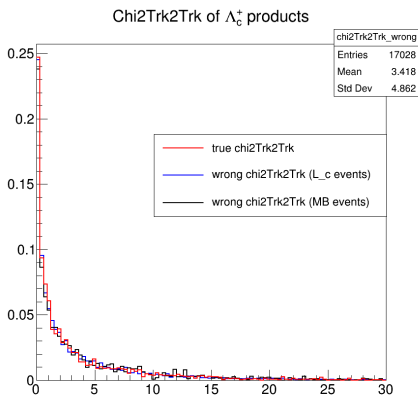 Chi2Trk2Trk of Λc+ products
chi2Trk2Trk_wrong
Entries 17028
Mean 3.418
Std Dev 4.862
0.25
0.2
0.15
0.1
0.05
0
true chi2Trk2Trk
wrong chi2Trk2Trk (L_c events)
wrong chi2Trk2Trk (MB events)
0 5 10 15 20 25 30